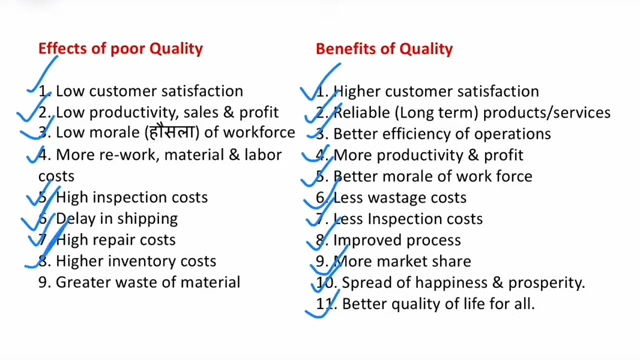 Effects of poor Quality
1. Low customer satisfaction
2. Low productivity, sales & profit
3. Low morale (हौसला) of workforce
4. More re-work, material & labor
costs
5. High inspection costs
6. Delay in shipping
7. High repair costs
8. Higher inventory costs
9. Greater waste of material
Benefits of Quality
1. Higher customer satisfaction
2. Reliable (Long term) products/services
3. Better efficiency of operations
4. More productivity & profit
5. Better morale of work force
6. Less wastage costs
7. Less Inspection costs
8. Improved process
9. More market share
10. Spread of happiness & prosperity.
11. Better quality of life for all.